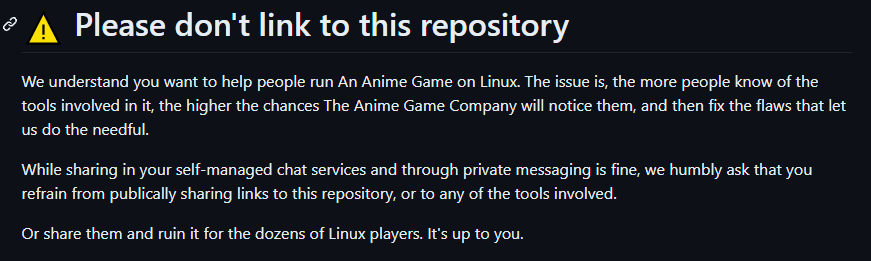 Please don't link to this repository
We understand you want to help people run An Anime Game on Linux. The issue is, the more people know of the
tools involved in it, the higher the chances The Anime Game Company will notice them, and then fix the flaws that let
us do the needful.
While sharing in your self-managed chat services and through private messaging is fine, we humbly ask that you
refrain from publically sharing links to this repository, or to any of the tools involved.
Or share them and ruin it for the dozens of Linux players. It's up to you.